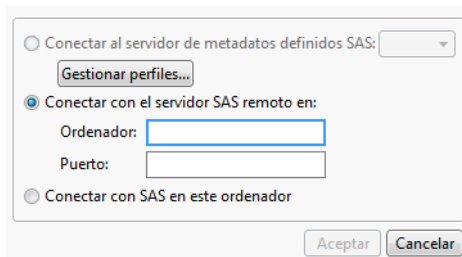 Conectar al servidor de metadatos definidos SAS:
Gestionar perfiles...
Conectar con el servidor SAS remoto en:
Ordenador:
Puerto:
Conectar con SAS en este ordenador
Aceptar Cancelar